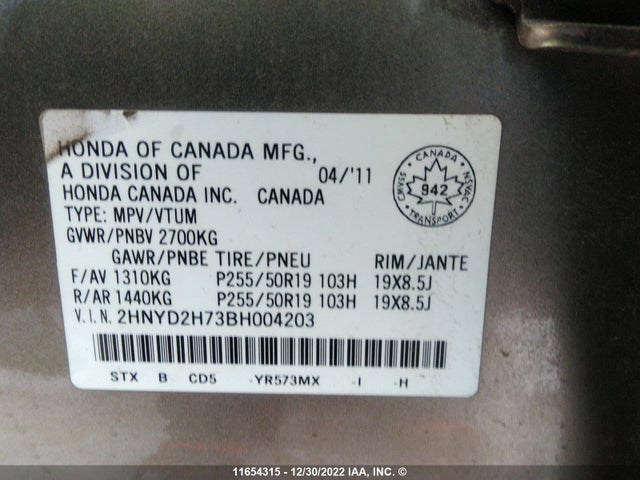 HONDA OF CANADA MFG.,
A DIVISION OF 04/'11
HONDA CANADA INC. CANADA
TYPE: MPV/VTUM
GVWR/PNBV 2700KG
GAWR/PNBE TIRE/PNEU RIM/JANTE
F/AV 1310KG P255/50R19 103H 19X8.5J
R/AR 1440KG P255/50R19 103H 19X8.5J
V.I.N. 2HNYD2H73BH004203
STX B CD5 -YR573MX -I -H
CANADA
CMVSS NSVAC
942
TRANSPORT
11654315 - 12/30/2022 IAA, INC. ©